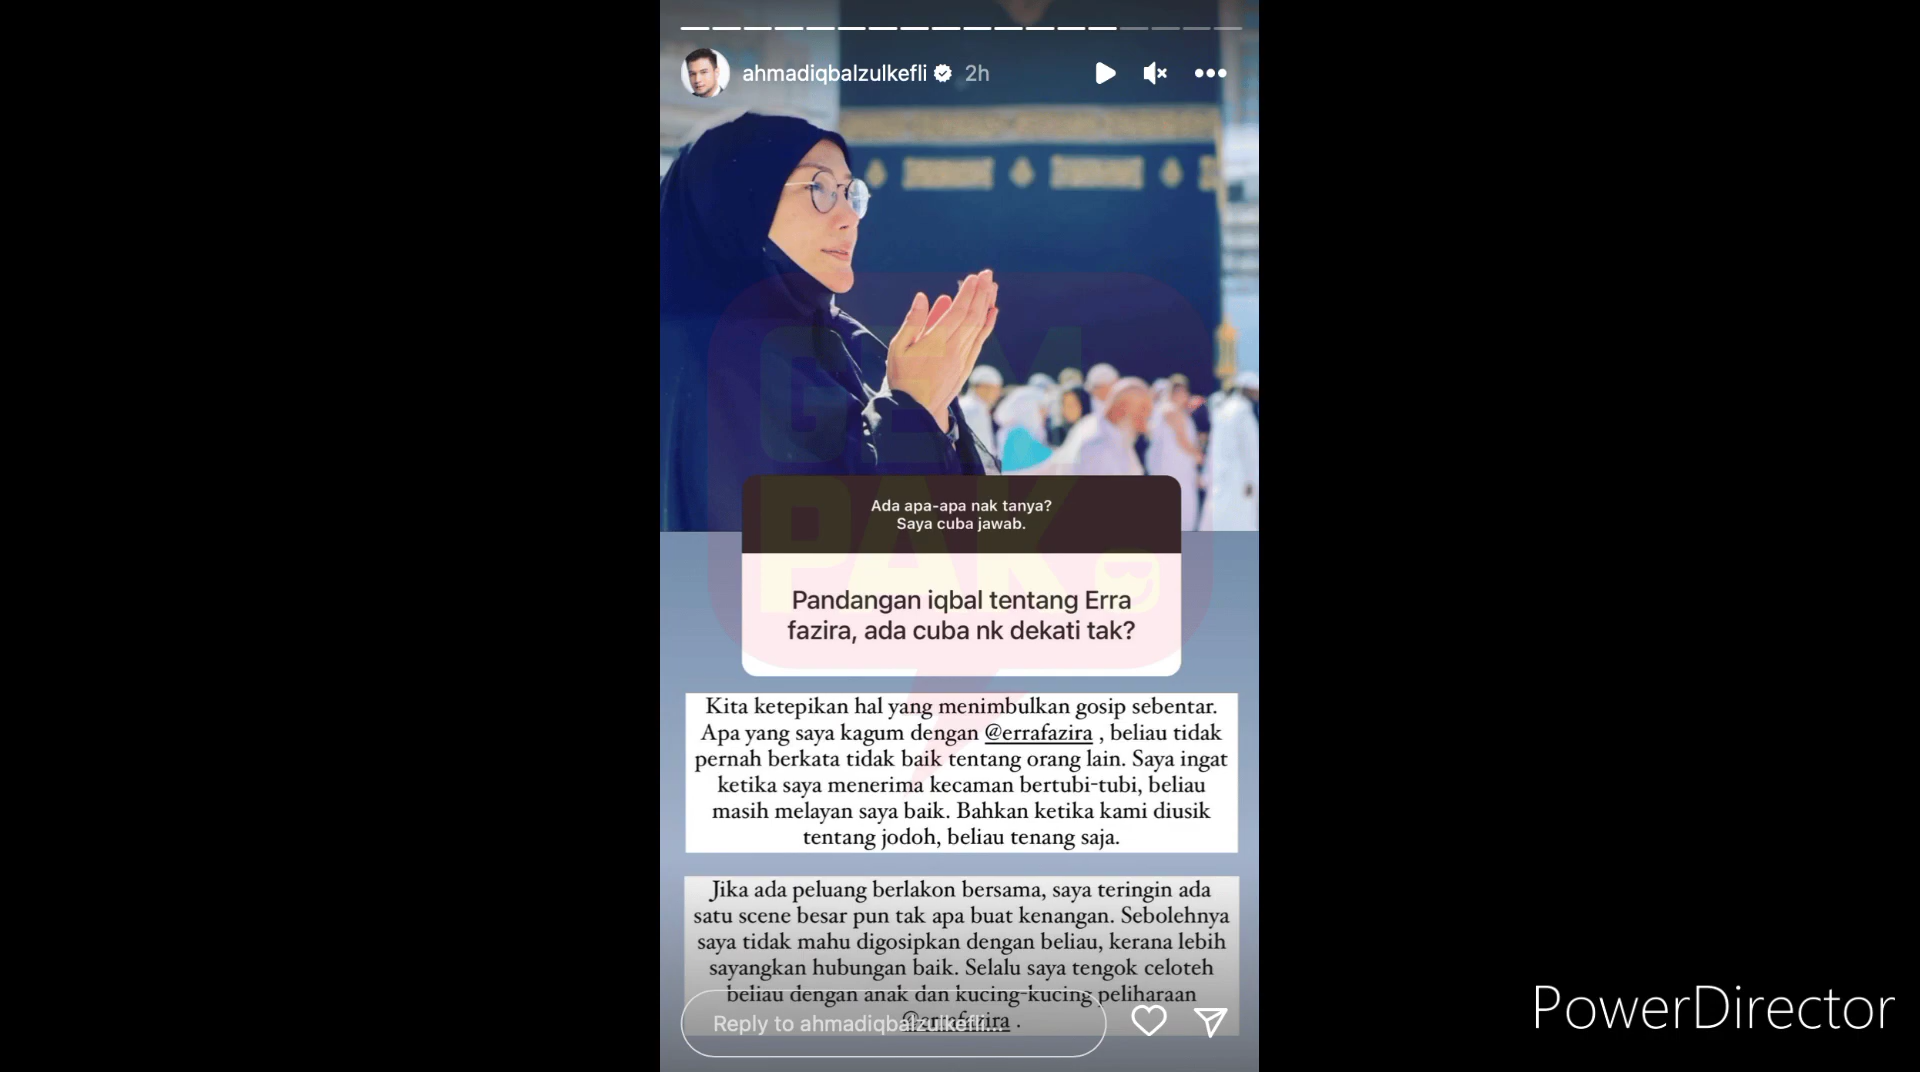 ahmadiqbalzulkefli 2h
GEM
PAK
Ada apa-apa nak tanya?
Saya cuba jawab.
Pandangan iqbal tentang Erra
fazira, ada cuba nk dekati tak?
Kita ketepikan hal yang menimbulkan gosip sebentar.
Apa yang saya kagum dengan @errafazira , beliau tidak
pernah berkata tidak baik tentang orang lain. Saya ingat
ketika saya menerima kecaman bertubi-tubi, beliau
masih melayan saya baik. Bahkan ketika kami diusik
tentang jodoh, beliau tenang saja.
Jika ada peluang berlakon bersama, saya teringin ada
satu scene besar pun tak apa buat kenangan. Sebolehnya
saya tidak mahu digosipkan dengan beliau, kerana lebih
sayangkan hubungan baik. Selalu saya tengok celoteh
beliau dengan anak dan kucing-kucing peliharaan
@errafazira .
Reply to ahmadiqbalzulkefli...
PowerDirector